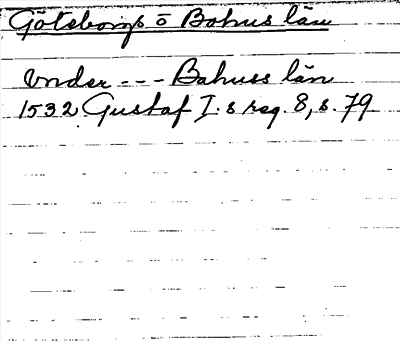 Göteborgs o Bohus län
vnder --- Bahuss län
1532 Gustaf I:s reg. 8, s. 79